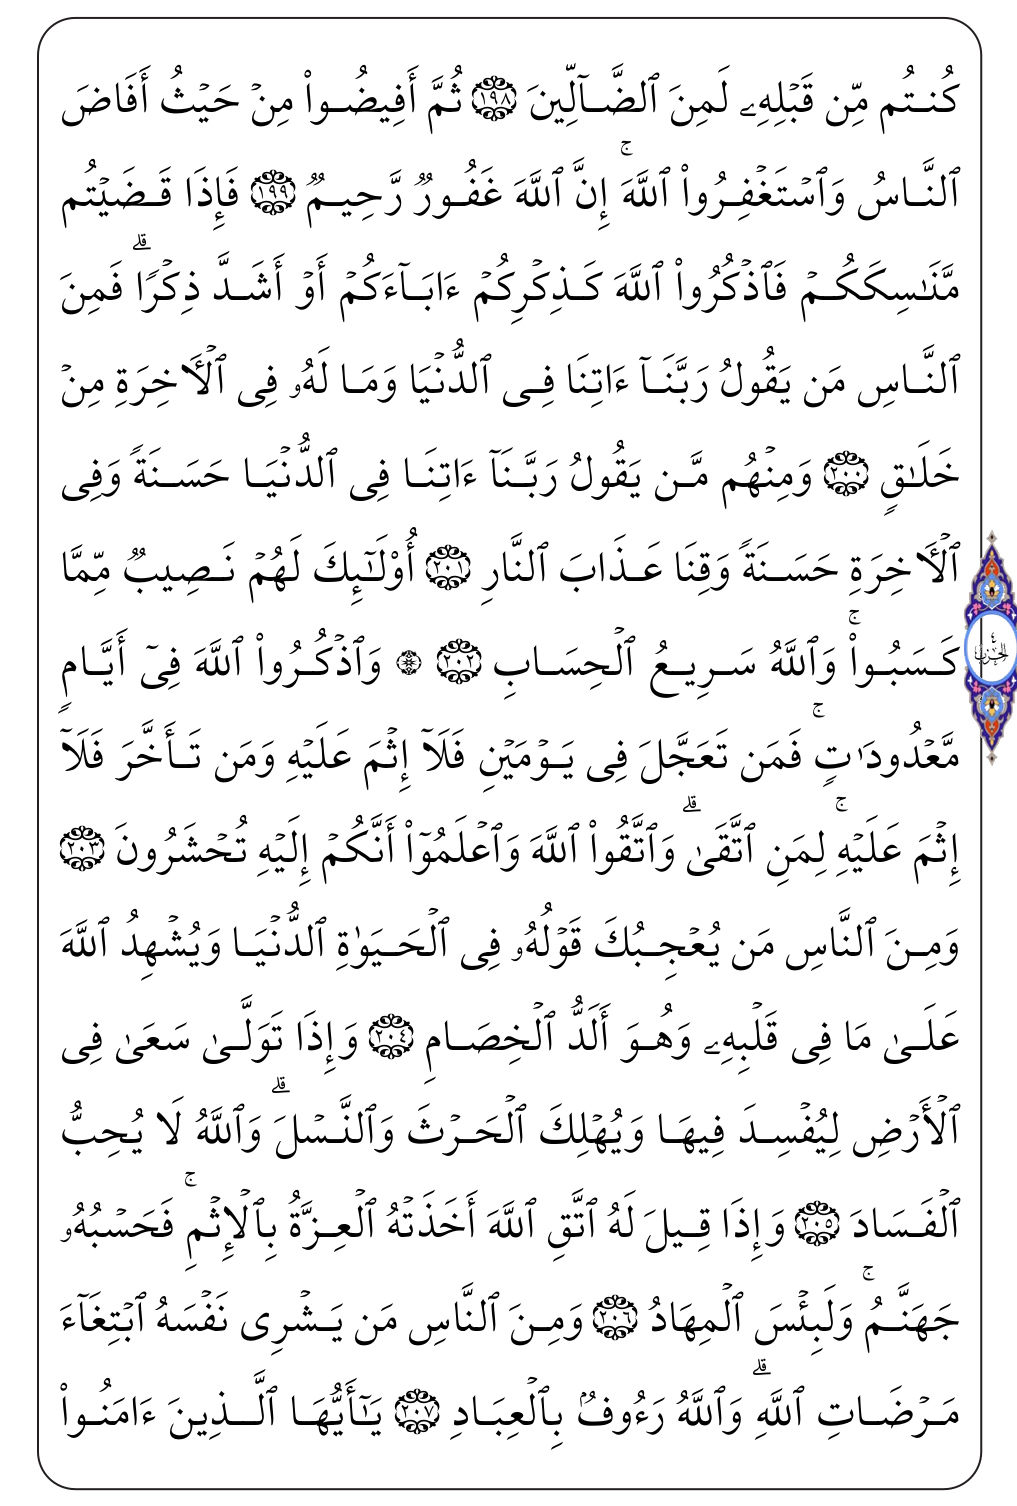 كُنتُم مِّن قَبْلِهِۦ لَمِنَ ٱلضَّآلِّينَ ١٩٨ ثُمَّ أَفِيضُوا۟ مِنْ حَيْثُ أَفَاضَ
ٱلنَّاسُ وَٱسْتَغْفِرُوا۟ ٱللَّهَ ۚ إِنَّ ٱللَّهَ غَفُورٌ رَّحِيمٌ ١٩٩ فَإِذَا قَضَيْتُم
مَّنَـٰسِكَكُمْ فَٱذْكُرُوا۟ ٱللَّهَ كَذِكْرِكُمْ ءَابَآءَكُمْ أَوْ أَشَدَّ ذِكْرًا ۗ فَمِنَ
ٱلنَّاسِ مَن يَقُولُ رَبَّنَآ ءَاتِنَا فِى ٱلدُّنْيَا وَمَا لَهُۥ فِى ٱلْـَٔاخِرَةِ مِنْ
خَلَـٰقٍ ٢٠٠ وَمِنْهُم مَّن يَقُولُ رَبَّنَآ ءَاتِنَا فِى ٱلدُّنْيَا حَسَنَةً وَفِى
ٱلْـَٔاخِرَةِ حَسَنَةً وَقِنَا عَذَابَ ٱلنَّارِ ٢٠١ أُو۟لَـٰٓئِكَ لَهُمْ نَصِيبٌ مِّمَّا
كَسَبُوا۟ ۚ وَٱللَّهُ سَرِيعُ ٱلْحِسَابِ ٢٠٢ ۞ وَٱذْكُرُوا۟ ٱللَّهَ فِىٓ أَيَّامٍ
الحزب ٤
مَّعْدُودَٰتٍ ۚ فَمَن تَعَجَّلَ فِى يَوْمَيْنِ فَلَآ إِثْمَ عَلَيْهِ وَمَن تَأَخَّرَ فَلَآ
إِثْمَ عَلَيْهِ ۚ لِمَنِ ٱتَّقَىٰ ۗ وَٱتَّقُوا۟ ٱللَّهَ وَٱعْلَمُوٓا۟ أَنَّكُمْ إِلَيْهِ تُحْشَرُونَ ٢٠٣
وَمِنَ ٱلنَّاسِ مَن يُعْجِبُكَ قَوْلُهُۥ فِى ٱلْحَيَوٰةِ ٱلدُّنْيَا وَيُشْهِدُ ٱللَّهَ
عَلَىٰ مَا فِى قَلْبِهِۦ وَهُوَ أَلَدُّ ٱلْخِصَامِ ٢٠٤ وَإِذَا تَوَلَّىٰ سَعَىٰ فِى
ٱلْأَرْضِ لِيُفْسِدَ فِيهَا وَيُهْلِكَ ٱلْحَرْثَ وَٱلنَّسْلَ ۗ وَٱللَّهُ لَا يُحِبُّ
ٱلْفَسَادَ ٢٠٥ وَإِذَا قِيلَ لَهُ ٱتَّقِ ٱللَّهَ أَخَذَتْهُ ٱلْعِزَّةُ بِٱلْإِثْمِ ۚ فَحَسْبُهُۥ
جَهَنَّمُ ۚ وَلَبِئْسَ ٱلْمِهَادُ ٢٠٦ وَمِنَ ٱلنَّاسِ مَن يَشْرِى نَفْسَهُ ٱبْتِغَآءَ
مَرْضَاتِ ٱللَّهِ ۗ وَٱللَّهُ رَءُوفٌۢ بِٱلْعِبَادِ ٢٠٧ يَـٰٓأَيُّهَا ٱلَّذِينَ ءَامَنُوا۟